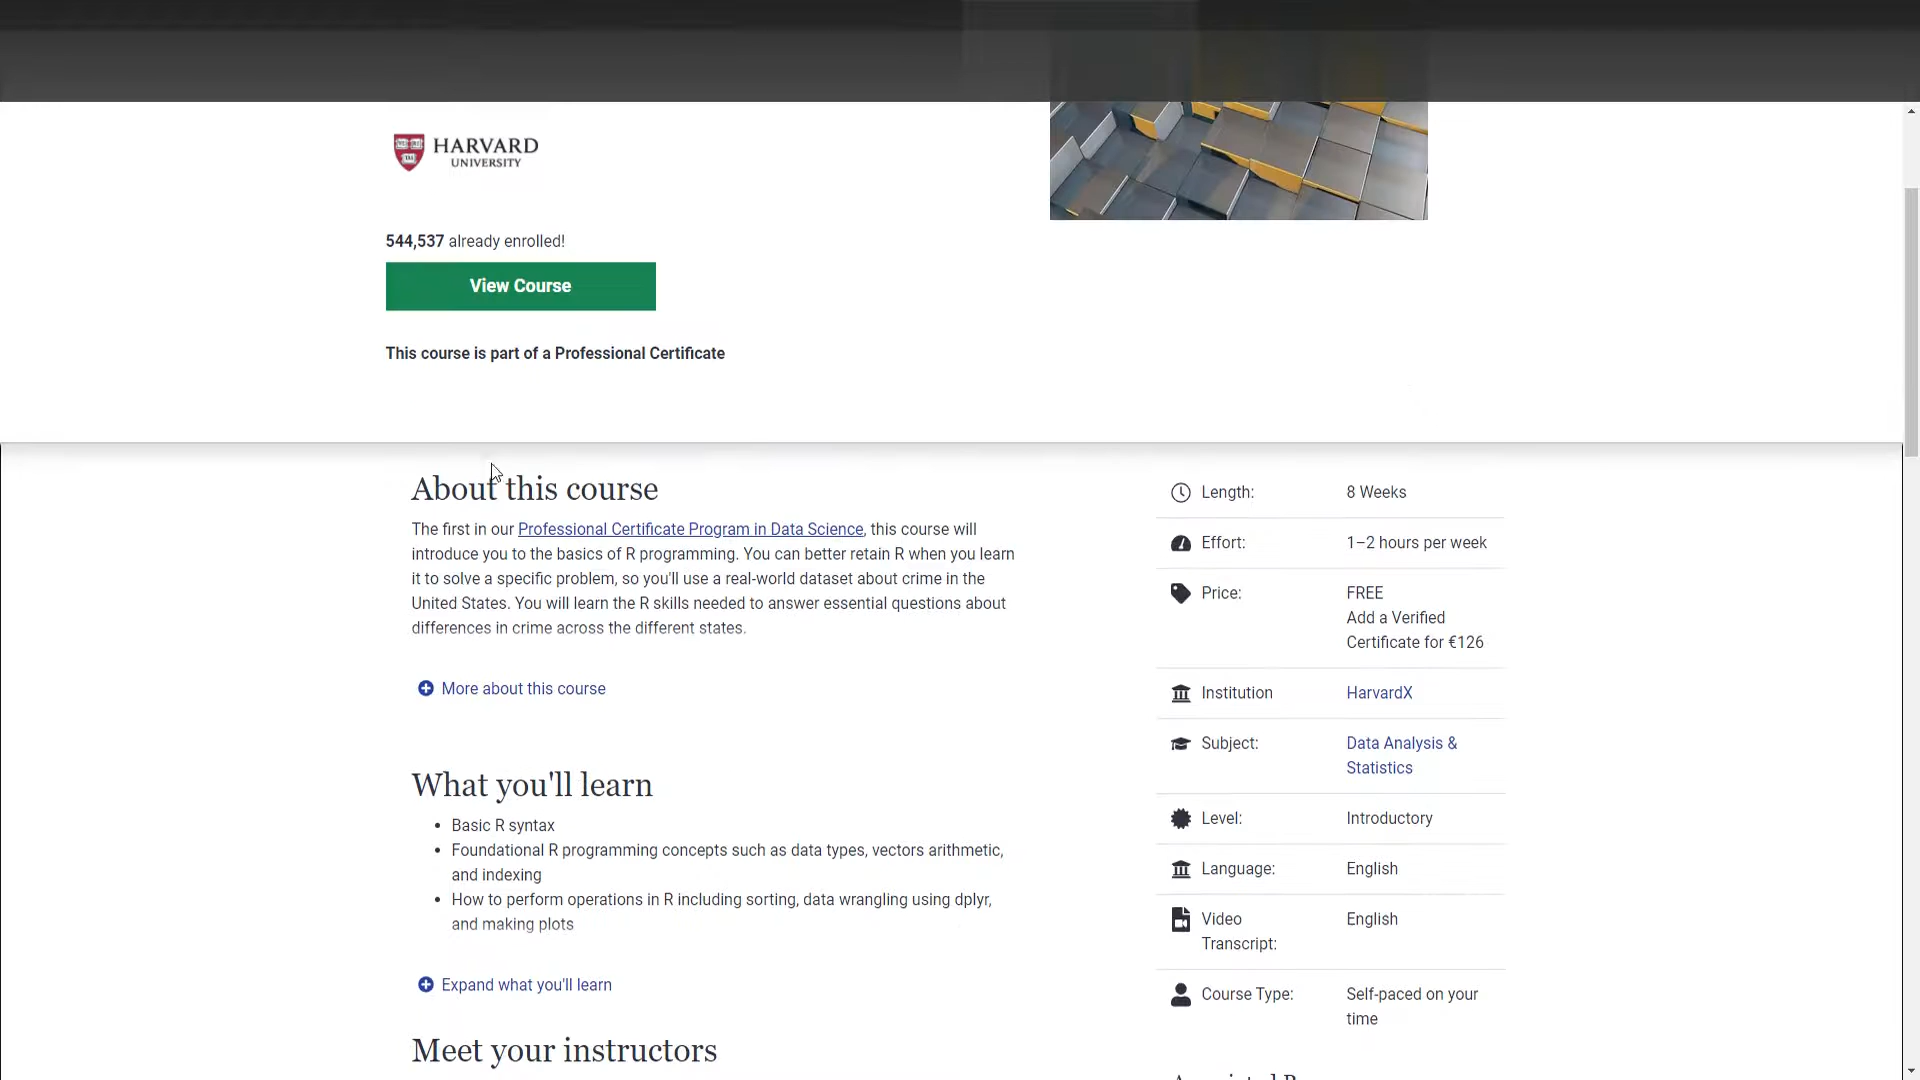 HARVARD
UNIVERSITY
544,537 already enrolled!
View Course
This course is part of a Professional Certificate
About this course
The first in our Professional Certificate Program in Data Science, this course will
introduce you to the basics of R programming. You can better retain R when you learn
it to solve a specific problem, so you'll use a real-world dataset about crime in the
United States. You will learn the R skills needed to answer essential questions about
differences in crime across the different states.
More about this course
What you'll learn
• Basic R syntax
• Foundational R programming concepts such as data types, vectors arithmetic,
and indexing
• How to perform operations in R including sorting, data wrangling using dplyr,
and making plots
Expand what you'll learn
Meet your instructors
Length: 8 Weeks
Effort: 1–2 hours per week
Price: FREE
Add a Verified
Certificate for €126
Institution HarvardX
Subject: Data Analysis &
Statistics
Level: Introductory
Language: English
Video English
Transcript:
Course Type: Self-paced on your
time